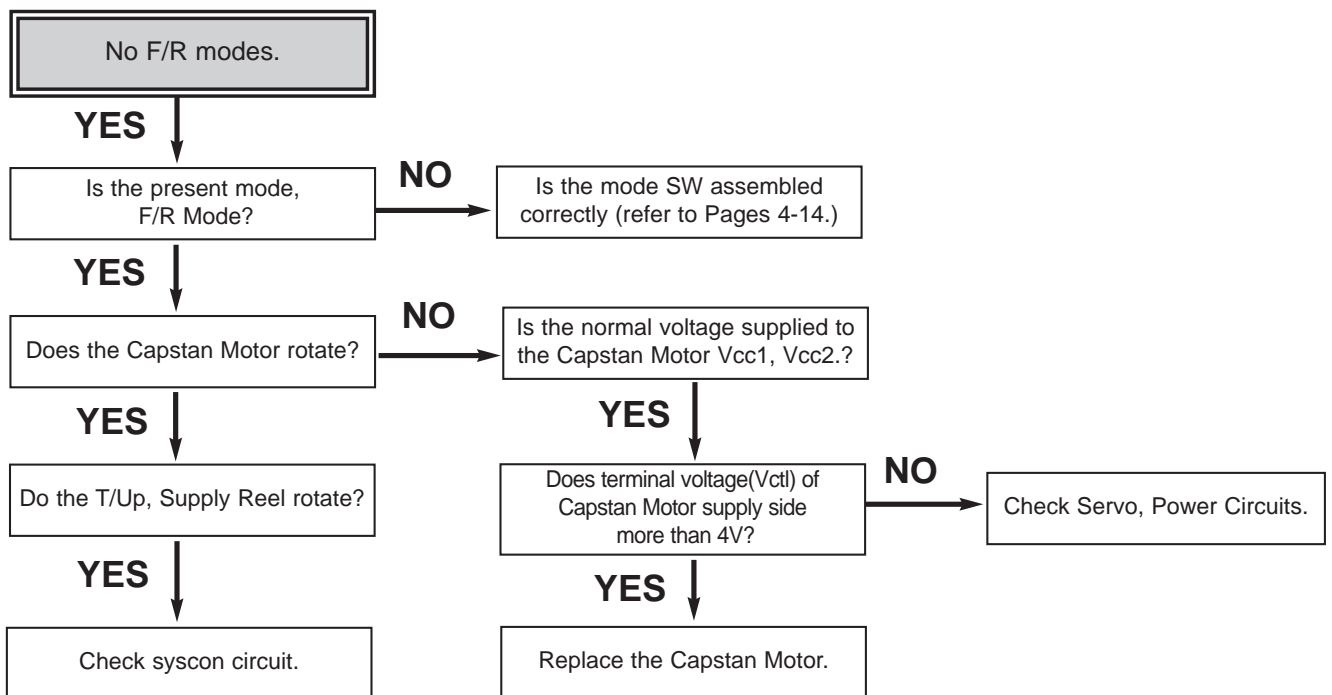 No F/R modes.
YES
Is the present mode,
F/R Mode?
NO
Is the mode SW assembled
correctly (refer to Pages 4-14.)
YES
Does the Capstan Motor rotate?
NO
Is the normal voltage supplied to
the Capstan Motor Vcc1, Vcc2.?
YES
YES
Do the T/Up, Supply Reel rotate?
Does terminal voltage(Vctl) of
Capstan Motor supply side
more than 4V?
NO
Check Servo, Power Circuits.
YES
YES
Check syscon circuit.
Replace the Capstan Motor.